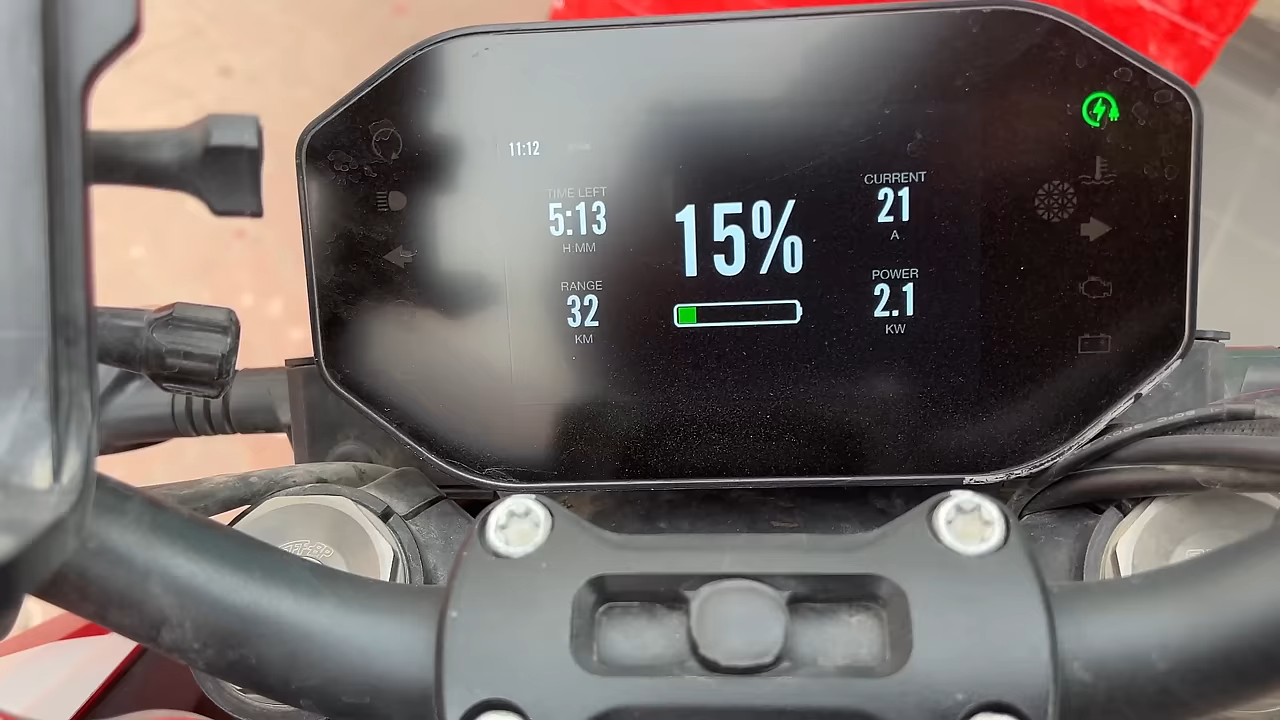 11:12
TIME LEFT
5:13
H:MM
RANGE
32
KM
15%
CURRENT
21
A
POWER
2.1
KW